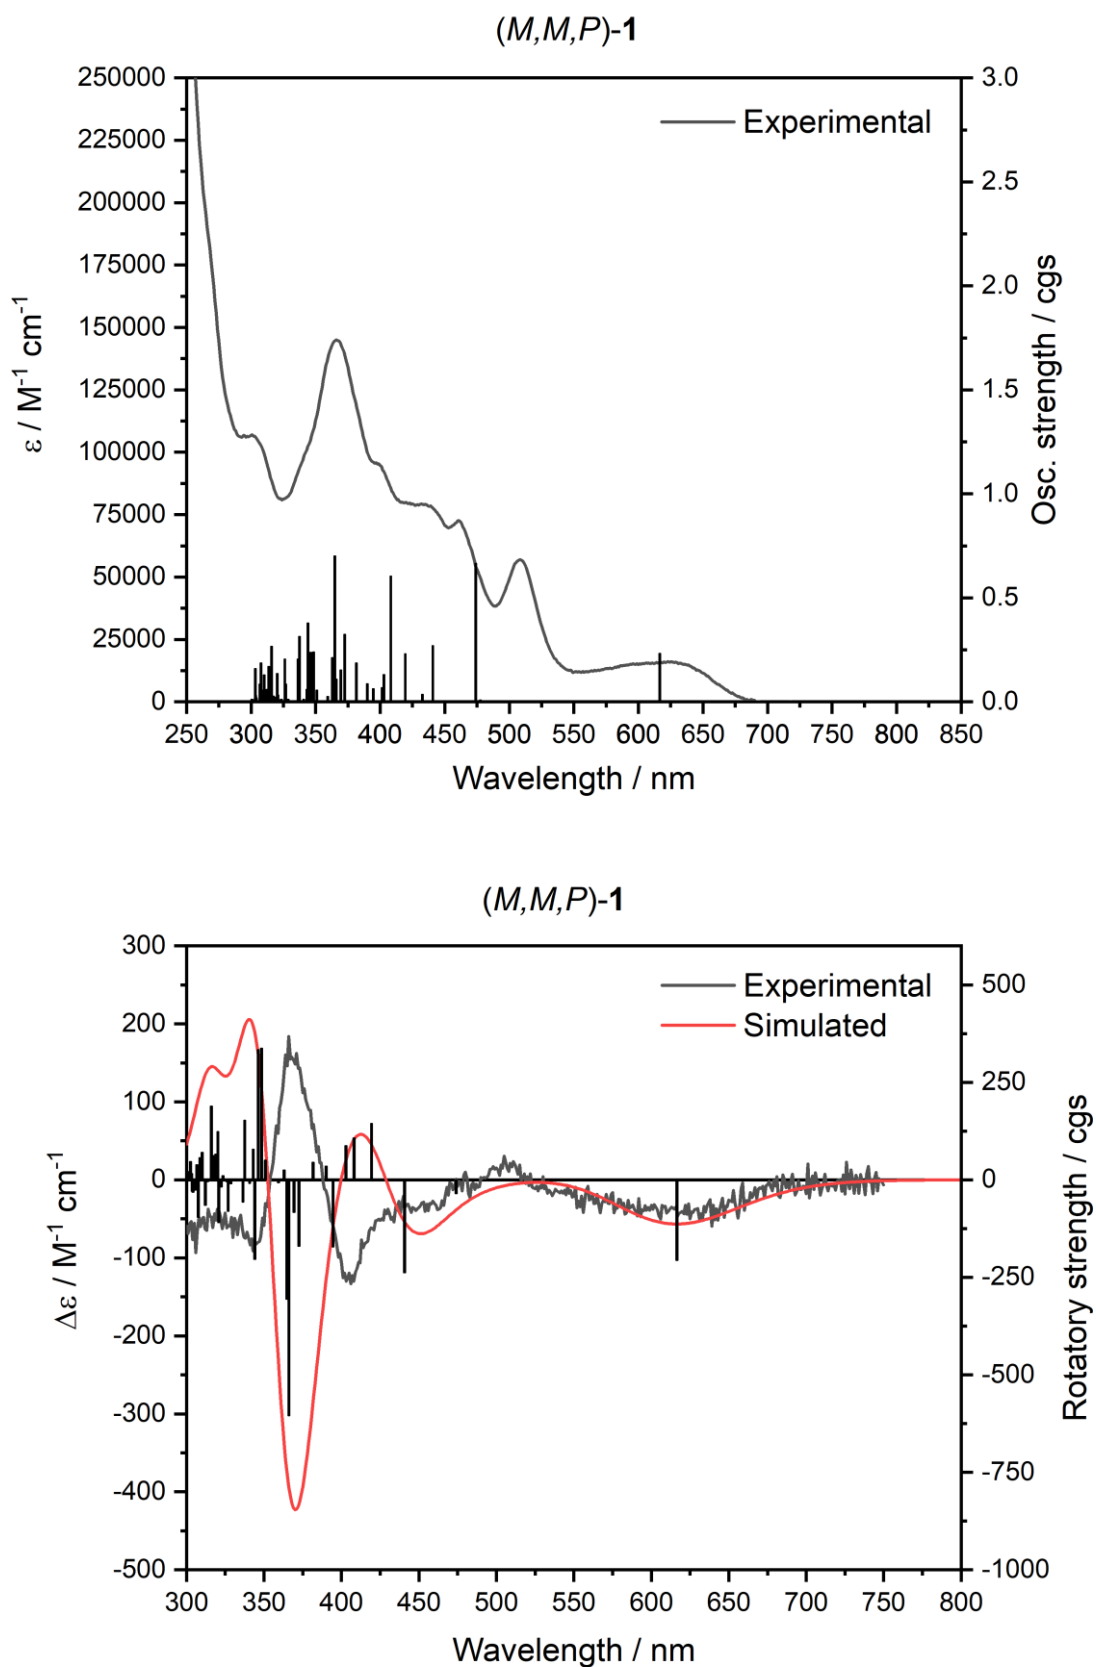 (M,M,P)-1
250000
225000
200000
175000
150000
125000
100000
75000
50000
25000
0
ε / M⁻¹ cm⁻¹
Experimental
3.0
2.5
2.0
1.5
1.0
0.5
0.0
Osc. strength / cgs
250 300 350 400 450 500 550 600 650 700 750 800 850
Wavelength / nm
(M,M,P)-1
300
200
100
0
-100
-200
-300
-400
-500
Δε / M⁻¹ cm⁻¹
Experimental
Simulated
500
250
0
-250
-500
-750
-1000
Rotatory strength / cgs
300 350 400 450 500 550 600 650 700 750 800
Wavelength / nm